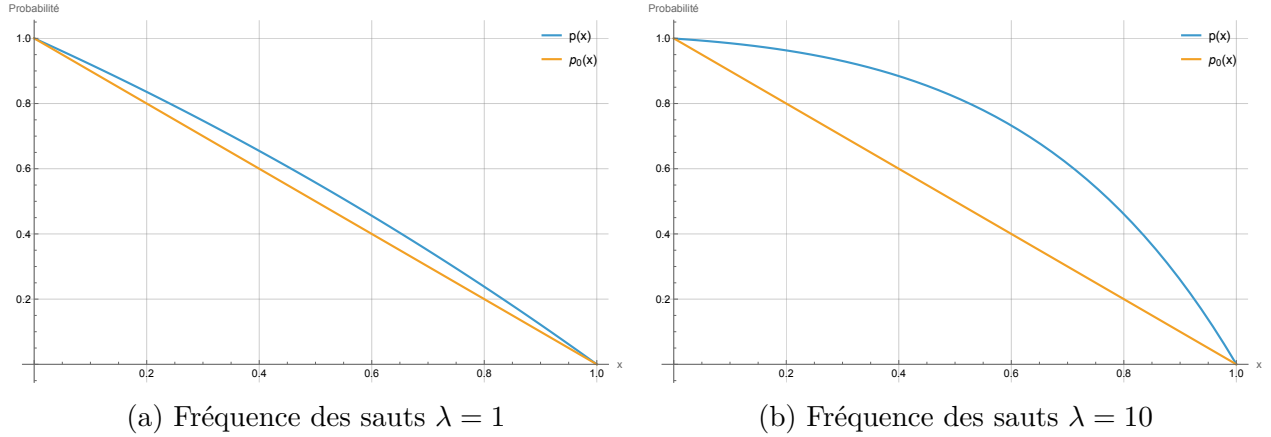 Probabilité
1.0
0.8
0.6
0.4
0.2
0.2 0.4 0.6 0.8 1.0 x
p(x)
p₀(x)
(a) Fréquence des sauts λ = 1
Probabilité
1.0
0.8
0.6
0.4
0.2
0.2 0.4 0.6 0.8 1.0 x
p(x)
p₀(x)
(b) Fréquence des sauts λ = 10